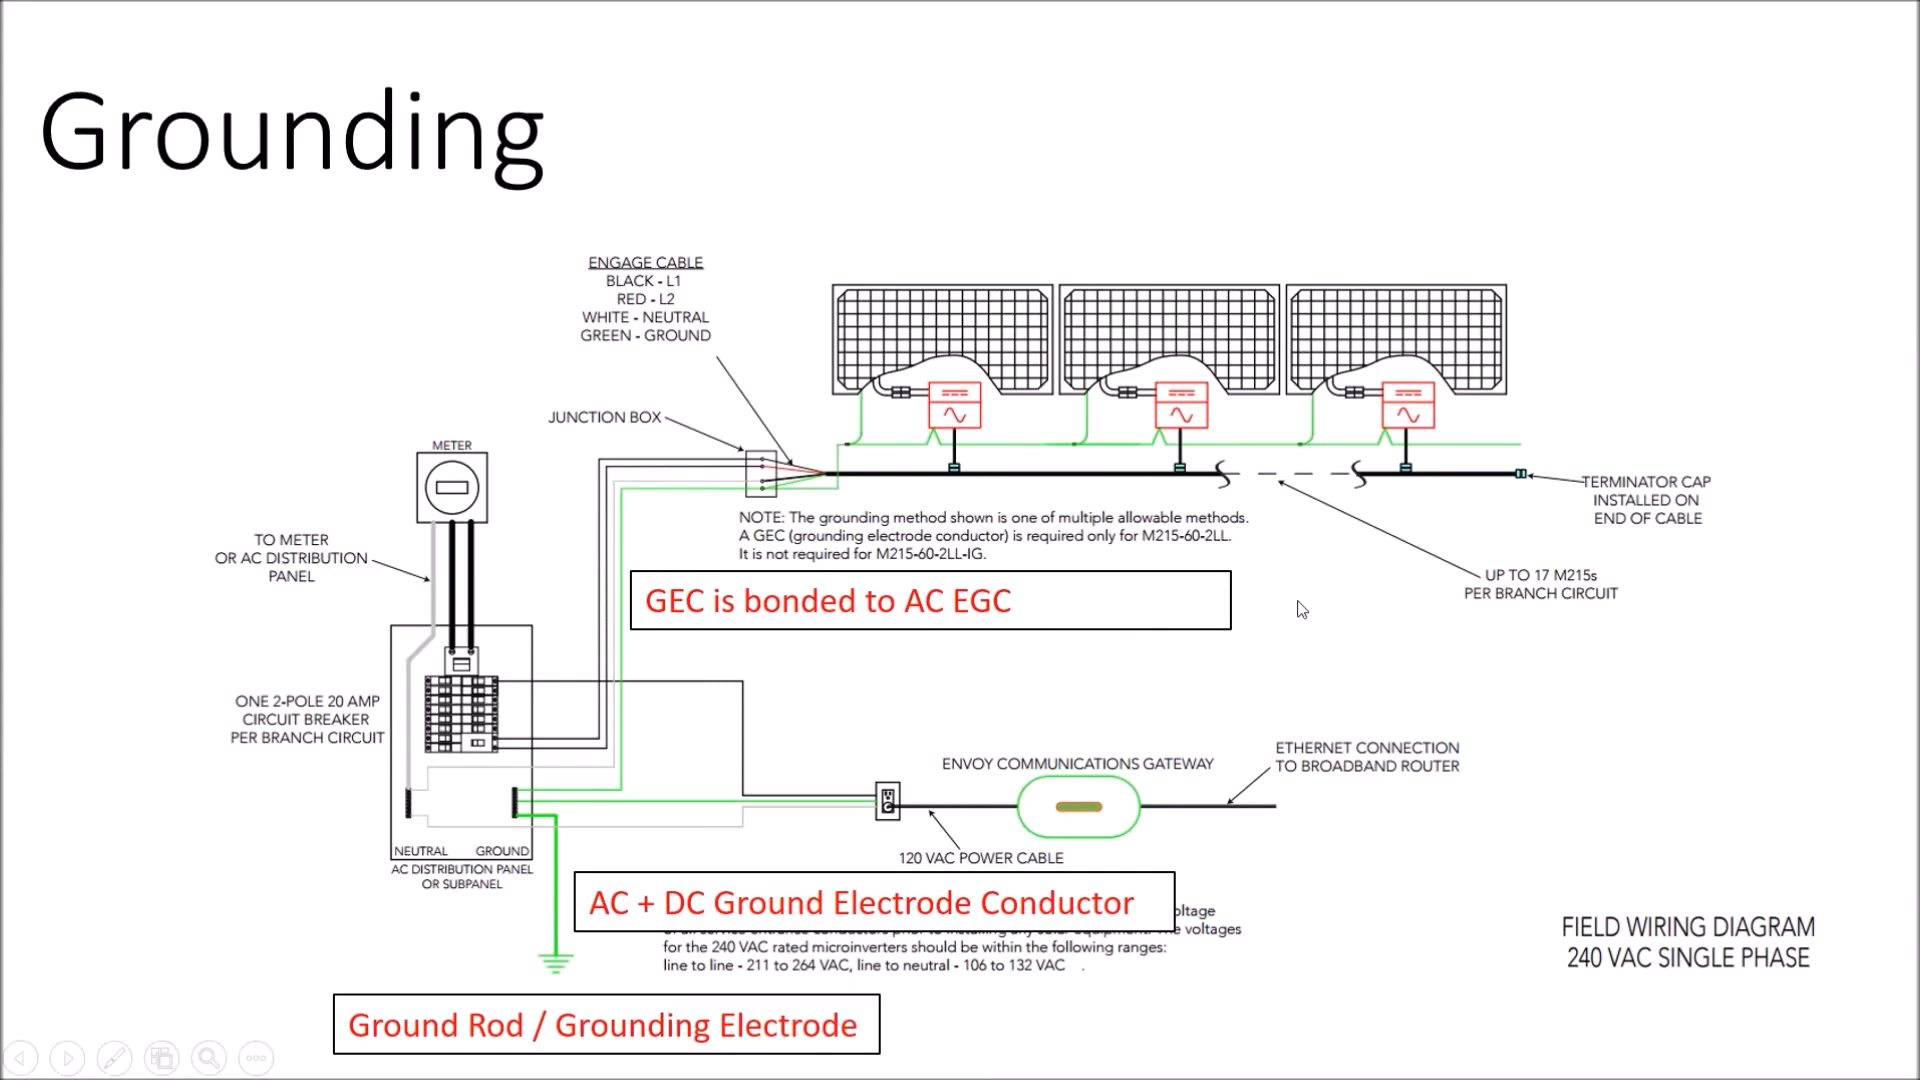 Grounding
ENGAGE CABLE
BLACK - L1
RED - L2
WHITE - NEUTRAL
GREEN - GROUND
JUNCTION BOX
METER
TERMINATOR CAP
INSTALLED ON
END OF CABLE
NOTE: The grounding method shown is one of multiple allowable methods.
A GEC (grounding electrode conductor) is required only for M215-60-2LL.
It is not required for M215-60-2LL-IG.
TO METER
OR AC DISTRIBUTION
PANEL
UP TO 17 M215s
PER BRANCH CIRCUIT
GEC is bonded to AC EGC
ONE 2-POLE 20 AMP
CIRCUIT BREAKER
PER BRANCH CIRCUIT
ENVOY COMMUNICATIONS GATEWAY
ETHERNET CONNECTION
TO BROADBAND ROUTER
NEUTRAL GROUND
AC DISTRIBUTION PANEL
OR SUBPANEL
120 VAC POWER CABLE
AC + DC Ground Electrode Conductor
oltage
voltages
for the 240 VAC rated microinverters should be within the following ranges:
line to line - 211 to 264 VAC, line to neutral - 106 to 132 VAC .
FIELD WIRING DIAGRAM
240 VAC SINGLE PHASE
Ground Rod / Grounding Electrode